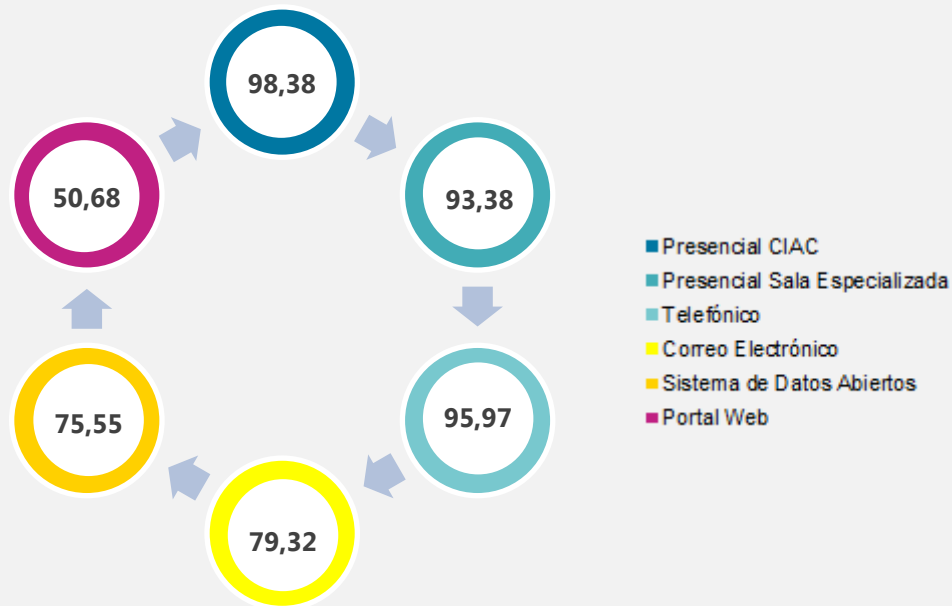 98,38
93,38
95,97
79,32
75,55
50,68
Presencial CIAC
Presencial Sala Especializada
Telefónico
Correo Electrónico
Sistema de Datos Abiertos
Portal Web